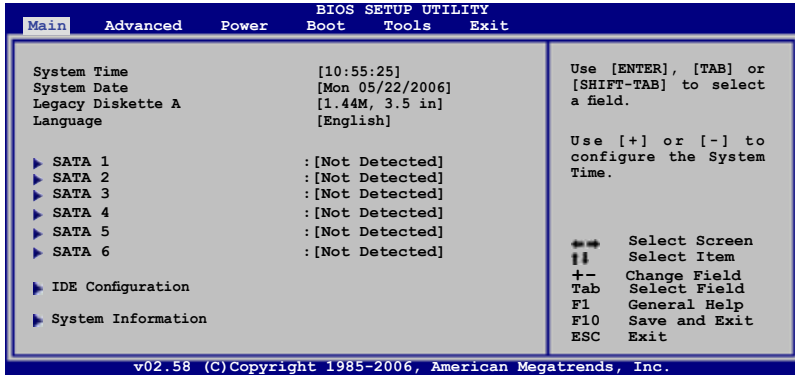 BIOS SETUP UTILITY
Main Advanced Power Boot Tools Exit
System Time [10:55:25]
System Date [Mon 05/22/2006]
Legacy Diskette A [1.44M, 3.5 in]
Language [English]
SATA 1 :[Not Detected]
SATA 2 :[Not Detected]
SATA 3 :[Not Detected]
SATA 4 :[Not Detected]
SATA 5 :[Not Detected]
SATA 6 :[Not Detected]
IDE Configuration
System Information
Use [ENTER], [TAB] or
[SHIFT-TAB] to select
a field.
Use [+] or [-] to
configure the System
Time.
Select Screen
Select Item
+- Change Field
Tab Select Field
F1 General Help
F10 Save and Exit
ESC Exit
v02.58 (C)Copyright 1985-2006, American Megatrends, Inc.